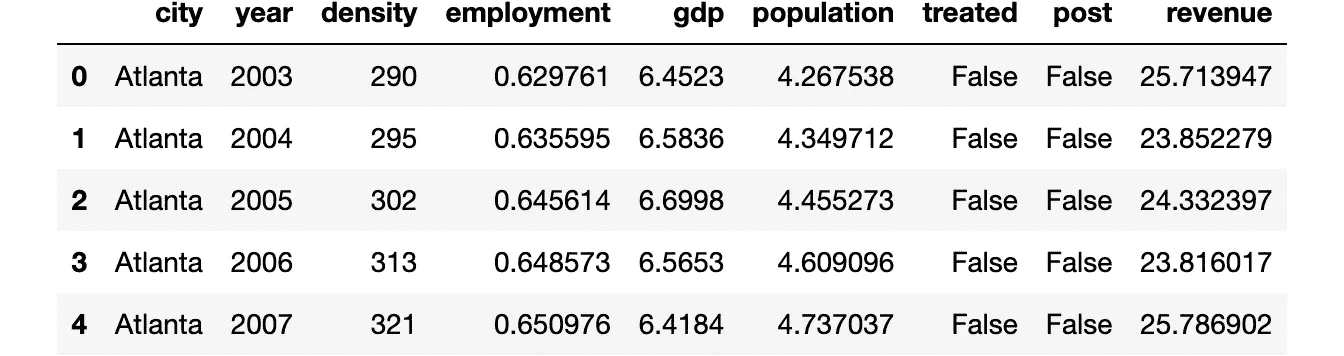 city year density employment gdp population treated post revenue
0 Atlanta 2003 290 0.629761 6.4523 4.267538 False False 25.713947
1 Atlanta 2004 295 0.635595 6.5836 4.349712 False False 23.852279
2 Atlanta 2005 302 0.645614 6.6998 4.455273 False False 24.332397
3 Atlanta 2006 313 0.648573 6.5653 4.609096 False False 23.816017
4 Atlanta 2007 321 0.650976 6.4184 4.737037 False False 25.786902